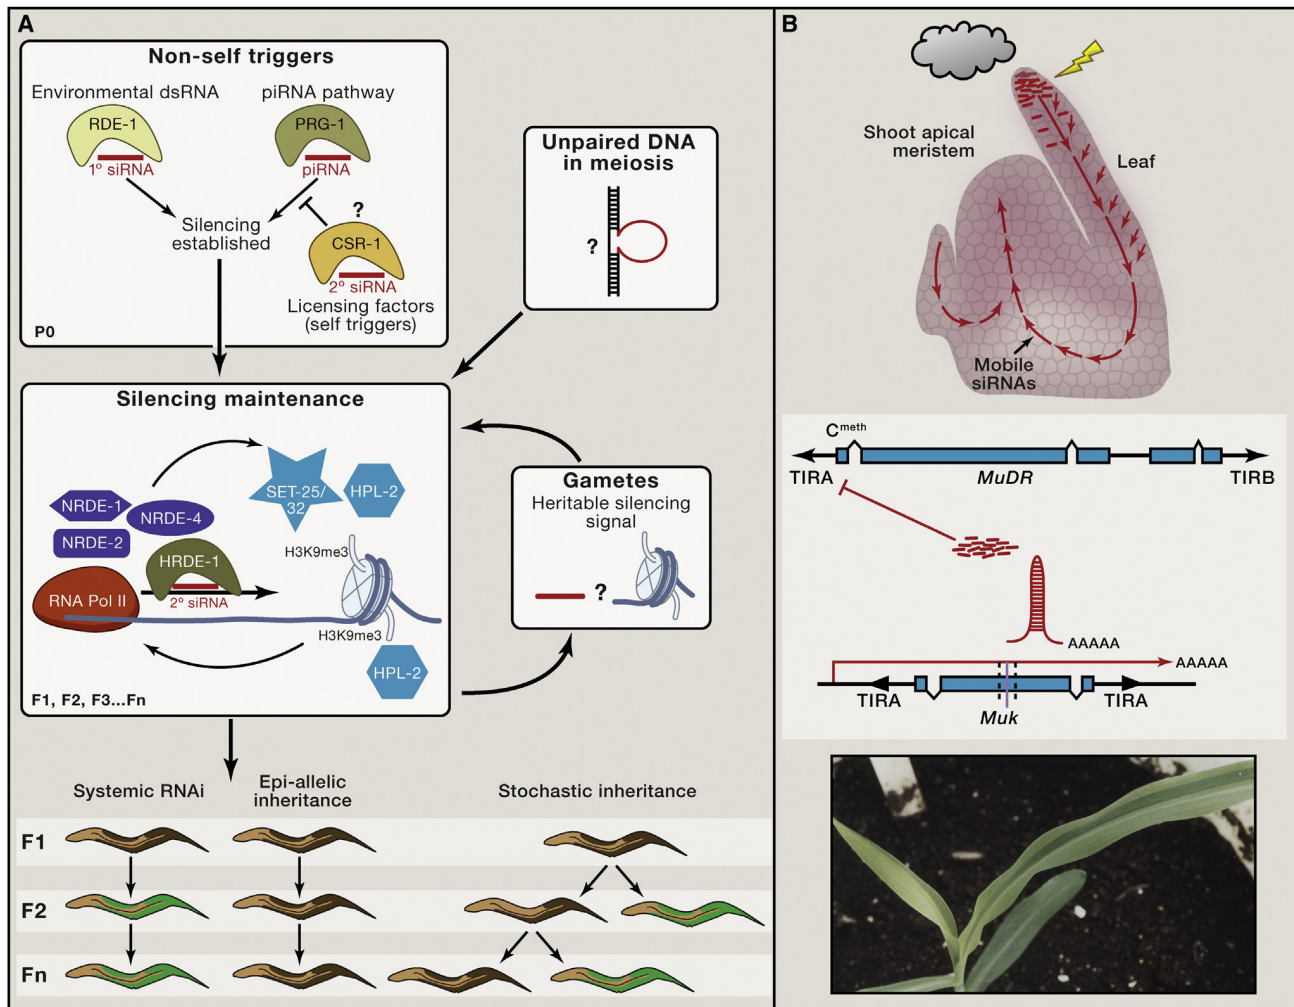 A
Non-self triggers
Environmental dsRNA
piRNA pathway
RDE-1
PRG-1
1º siRNA
piRNA
Silencing
established
?
CSR-1
2º siRNA
Licensing factors
(self triggers)
P0
Unpaired DNA
in meiosis
?
Silencing maintenance
SET-25/
32
HPL-2
NRDE-1
NRDE-4
NRDE-2
HRDE-1
H3K9me3
RNA Pol II
2º siRNA
H3K9me3
HPL-2
F1, F2, F3...Fn
Gametes
Heritable silencing
signal
?
Systemic RNAi
Epi-allelic
inheritance
Stochastic inheritance
F1
F2
Fn
B
Shoot apical
meristem
Leaf
Mobile
siRNAs
Cmeth
TIRA
MuDR
TIRB
AAAAA
AAAAA
TIRA
TIRA
Muk